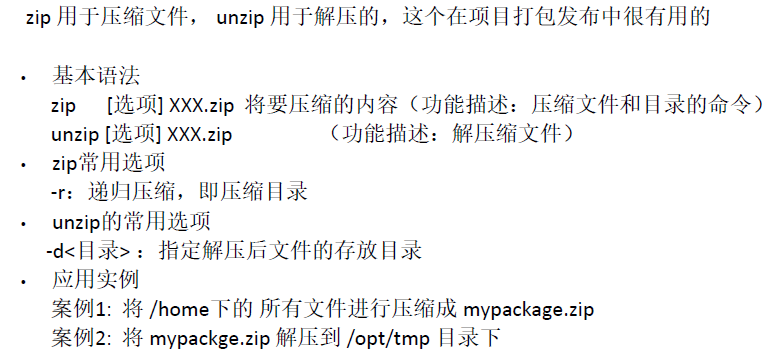 zip 用于压缩文件， unzip 用于解压的，这个在项目打包发布中很有用的
• 基本语法
zip [选项] XXX.zip 将要压缩的内容（功能描述：压缩文件和目录的命令）
unzip [选项] XXX.zip （功能描述：解压缩文件）
• zip常用选项
-r：递归压缩，即压缩目录
• unzip的常用选项
-d<目录> ：指定解压后文件的存放目录
• 应用实例
案例1: 将 /home下的 所有文件进行压缩成 mypackage.zip
案例2: 将 mypackge.zip 解压到 /opt/tmp 目录下